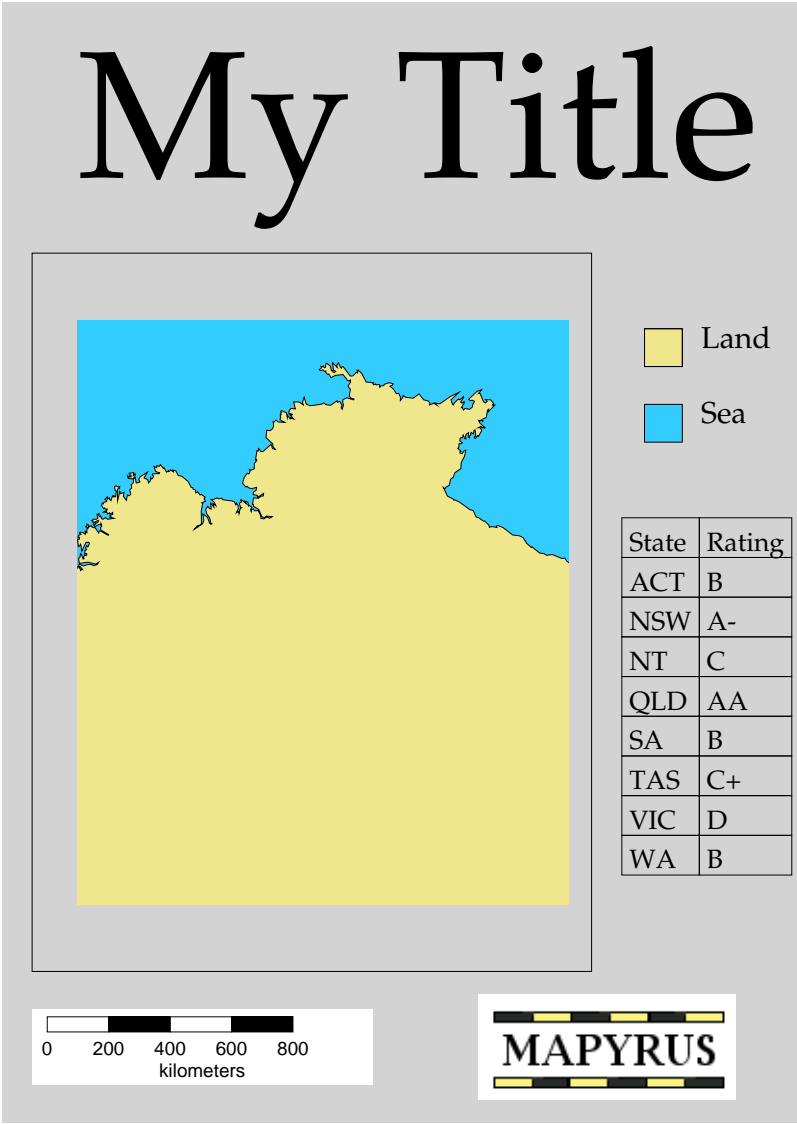 My Title
Land
Sea
State Rating
ACT B
NSW A-
NT C
QLD AA
SA B
TAS C+
VIC D
WA B
0 200 400 600 800
kilometers
MAPYRUS